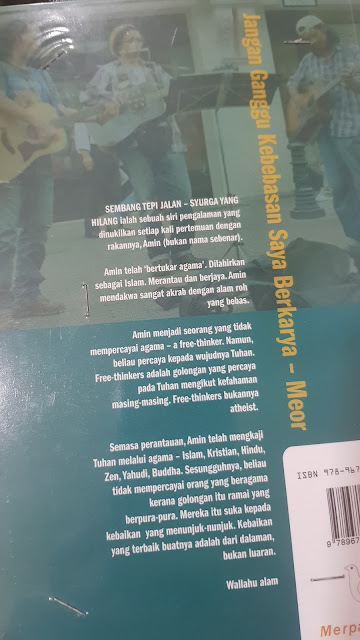 Jangan Ganggu Kebebasan Saya Berkarya – Meor
SEMBANG TEPI JALAN – SYURGA YANG
HILANG ialah sebuah siri pengalaman yang
dinukilkan setiap kali pertemuan dengan
rakannya, Amin (bukan nama sebenar).
Amin telah 'bertukar agama'. Dilahirkan
sebagai Islam. Merantau dan berjaya. Amin
mendakwa sangat akrab dengan alam roh
yang bebas.
Amin menjadi seorang yang tidak
mempercayai agama – a free-thinker. Namun,
beliau percaya kepada wujudnya Tuhan.
Free-thinkers adalah golongan yang percaya
pada Tuhan mengikut kefahaman
masing-masing. Free-thinkers bukannya
atheist.
Semasa perantauan, Amin telah mengkaji
Tuhan melalui agama – Islam, Kristian, Hindu,
Zen, Yahudi, Buddha. Sesungguhnya, beliau
tidak mempercayai orang yang beragama
kerana golongan itu ramai yang
berpura-pura. Mereka itu suka kepada
kebaikan yang menunjuk-nunjuk. Kebaikan
yang terbaik buatnya adalah dari dalaman,
bukan luaran.
Wallahu alam
ISBN 978-967
9 78967
Merpa